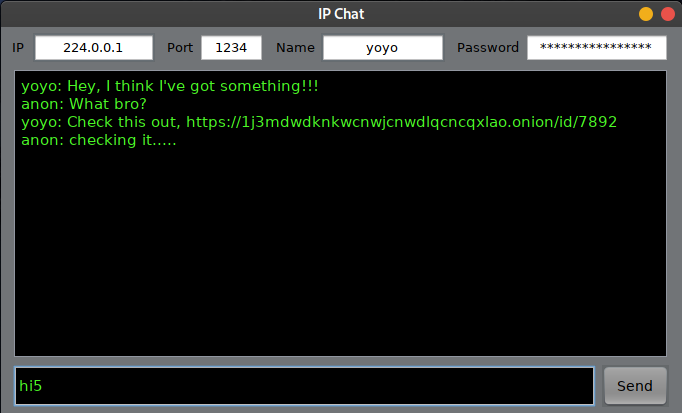 IP Chat
IP 224.0.0.1 Port 1234 Name yoyo Password ****************
yoyo: Hey, I think I've got something!!!
anon: What bro?
yoyo: Check this out, https://1j3mdwdknkwcnwjcnwdlqcncqxlao.onion/id/7892
anon: checking it.....
hi5 Send